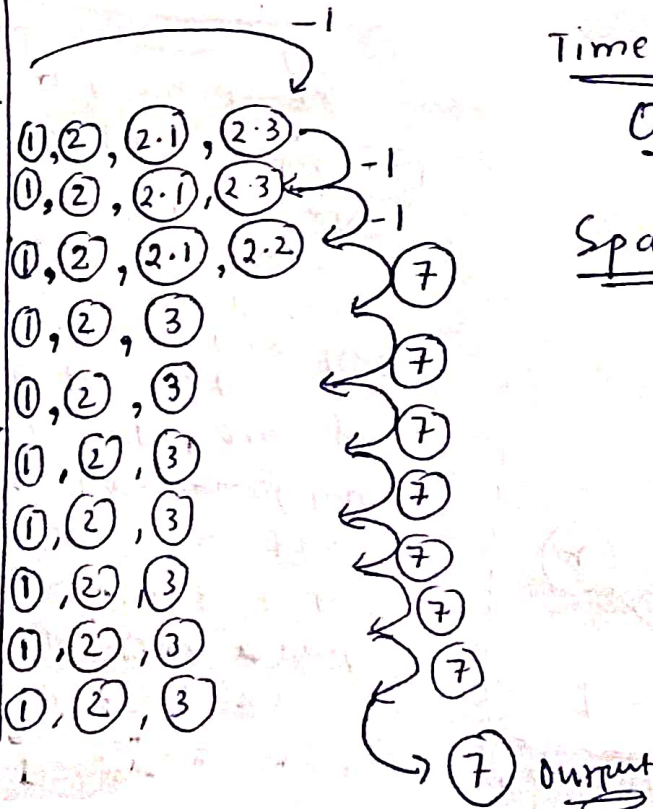 -1
Time
O
①, ②, ②.①, ②.③
-1
①, ②, ②.①, ②.③
-1
Spa
①, ②, ②.①, ②.②
7
①, ②, ③
7
①, ②, ③
7
①, ②, ③
7
①, ②, ③
7
①, ②, ③
7
①, ②, ③
7
①, ②, ③
7 Output